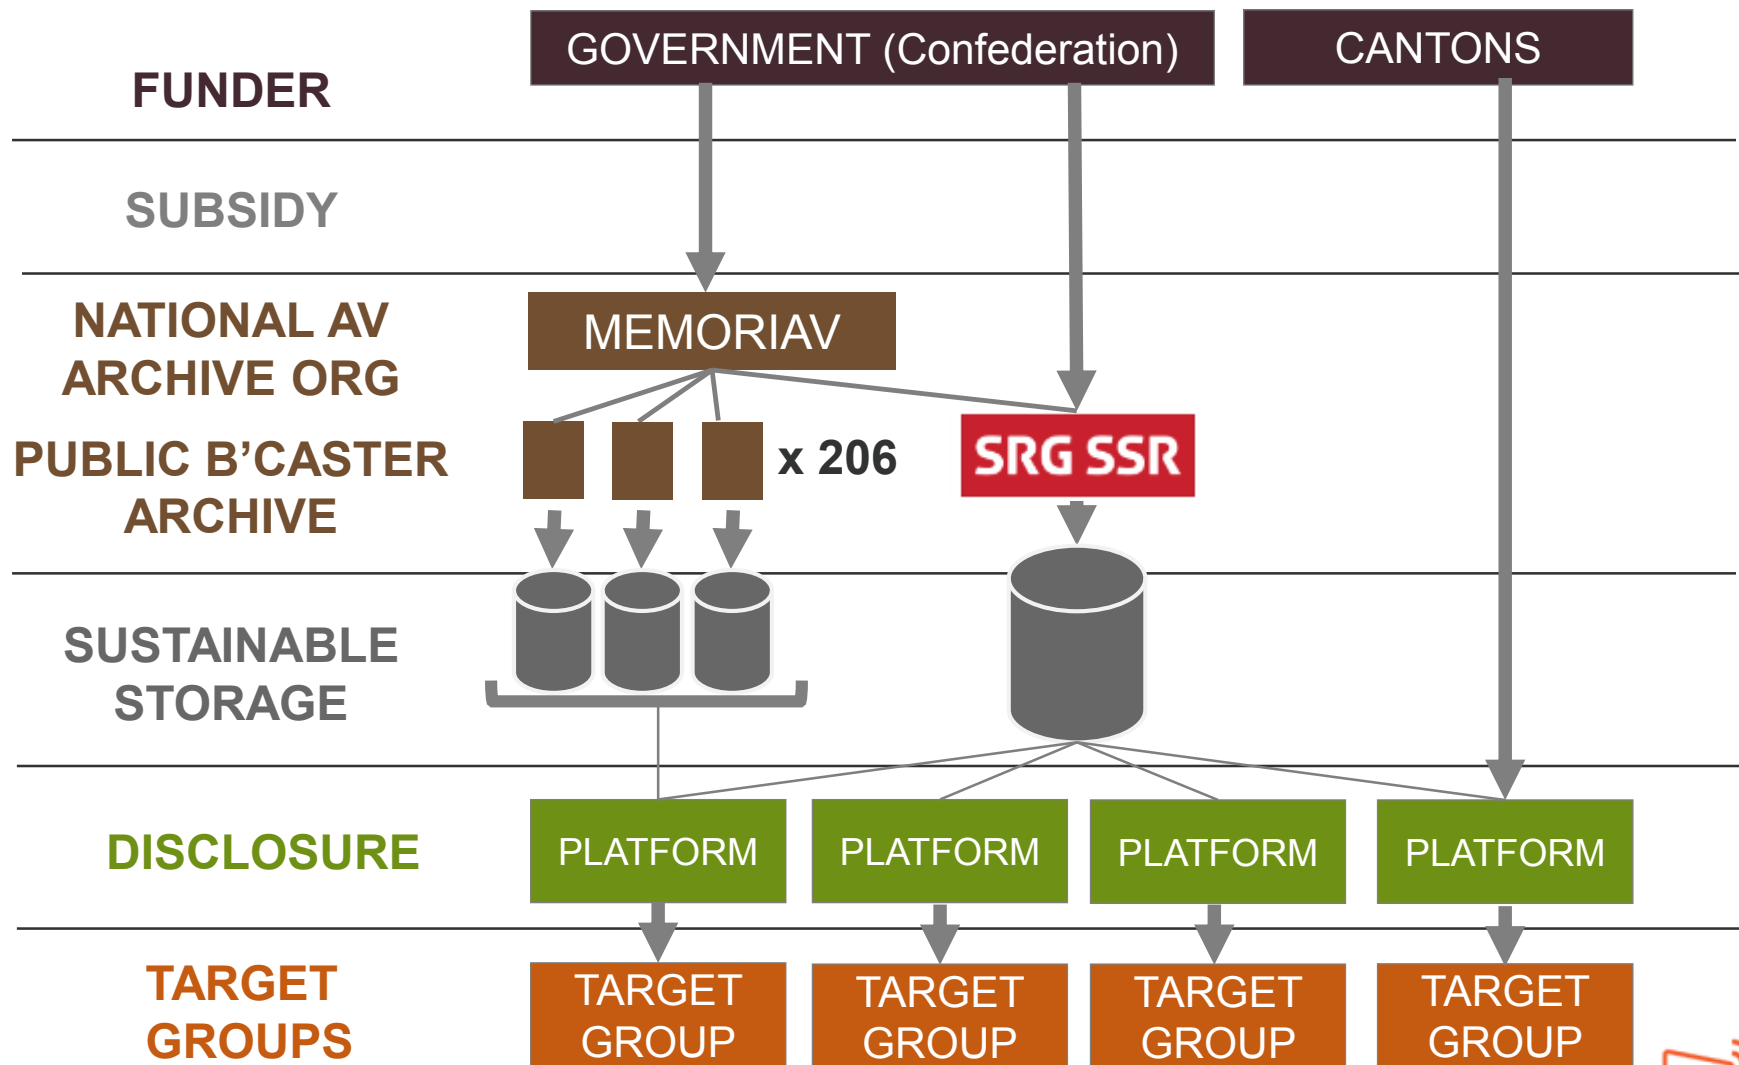 GOVERNMENT (Confederation)
CANTONS
FUNDER
SUBSIDY
NATIONAL AV
ARCHIVE ORG
MEMORIAV
PUBLIC B’CASTER
ARCHIVE
x 206
SRG SSR
SUSTAINABLE
STORAGE
DISCLOSURE
PLATFORM
PLATFORM
PLATFORM
PLATFORM
TARGET
GROUPS
TARGET
GROUP
TARGET
GROUP
TARGET
GROUP
TARGET
GROUP